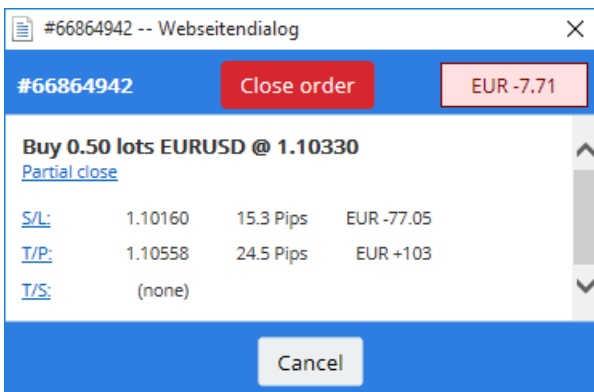 #66864942 -- Webseitendialog
#66864942 Close order EUR -7.71
Buy 0.50 lots EURUSD @ 1.10330
Partial close
S/L: 1.10160 15.3 Pips EUR -77.05
T/P: 1.10558 24.5 Pips EUR +103
T/S: (none)
Cancel